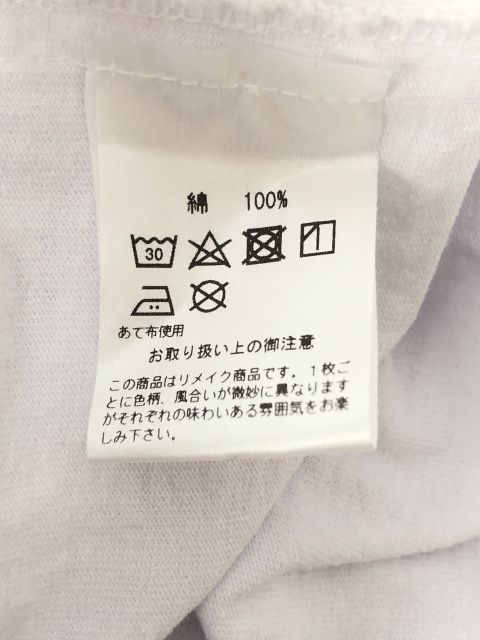 綿 100%
30
あて布使用
お取り扱い上の御注意
この商品はリメイク商品です。1枚ご
とに色柄、風合いが微妙に異なります
がそれぞれの味わいある雰囲気をお楽
しみ下さい。